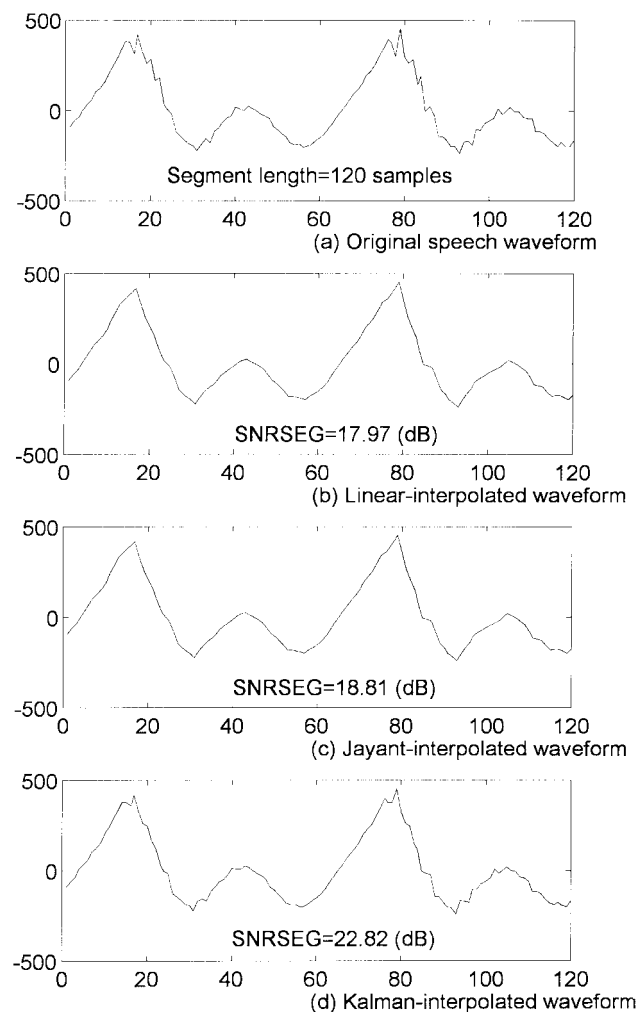 500
0
-500
Segment length=120 samples
0 20 40 60 80 100 120
(a) Original speech waveform
500
0
-500
SNRSEG=17.97 (dB)
0 20 40 60 80 100 120
(b) Linear-interpolated waveform
500
0
-500
SNRSEG=18.81 (dB)
0 20 40 60 80 100 120
(c) Jayant-interpolated waveform
500
0
-500
SNRSEG=22.82 (dB)
0 20 40 60 80 100 120
(d) Kalman-interpolated waveform